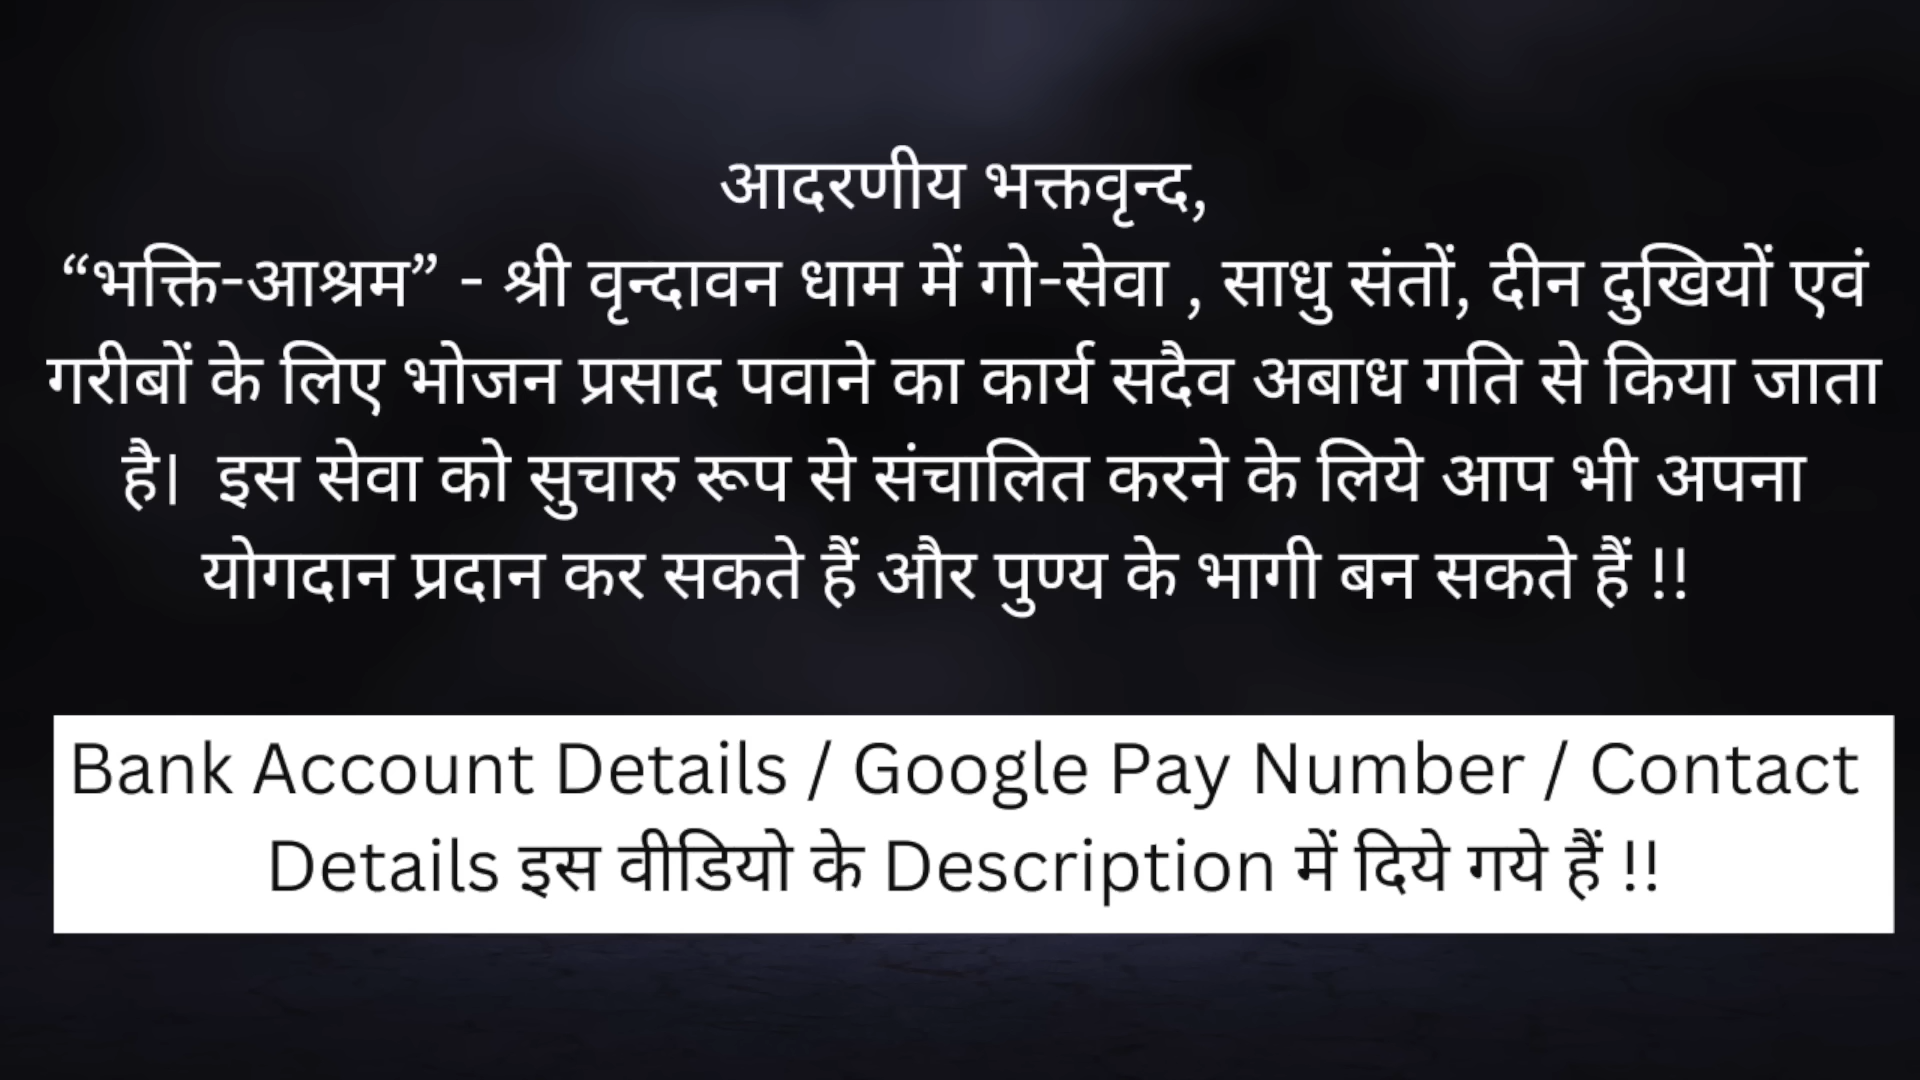 आदरणीय भक्तवृन्द,
“भक्ति-आश्रम” - श्री वृन्दावन धाम में गो-सेवा , साधु संतों, दीन दुखियों एवं
गरीबों के लिए भोजन प्रसाद पवाने का कार्य सदैव अबाध गति से किया जाता
है।  इस सेवा को सुचारु रूप से संचालित करने के लिये आप भी अपना
योगदान प्रदान कर सकते हैं और पुण्य के भागी बन सकते हैं !!
Bank Account Details / Google Pay Number / Contact
Details इस वीडियो के Description में दिये गये हैं !!